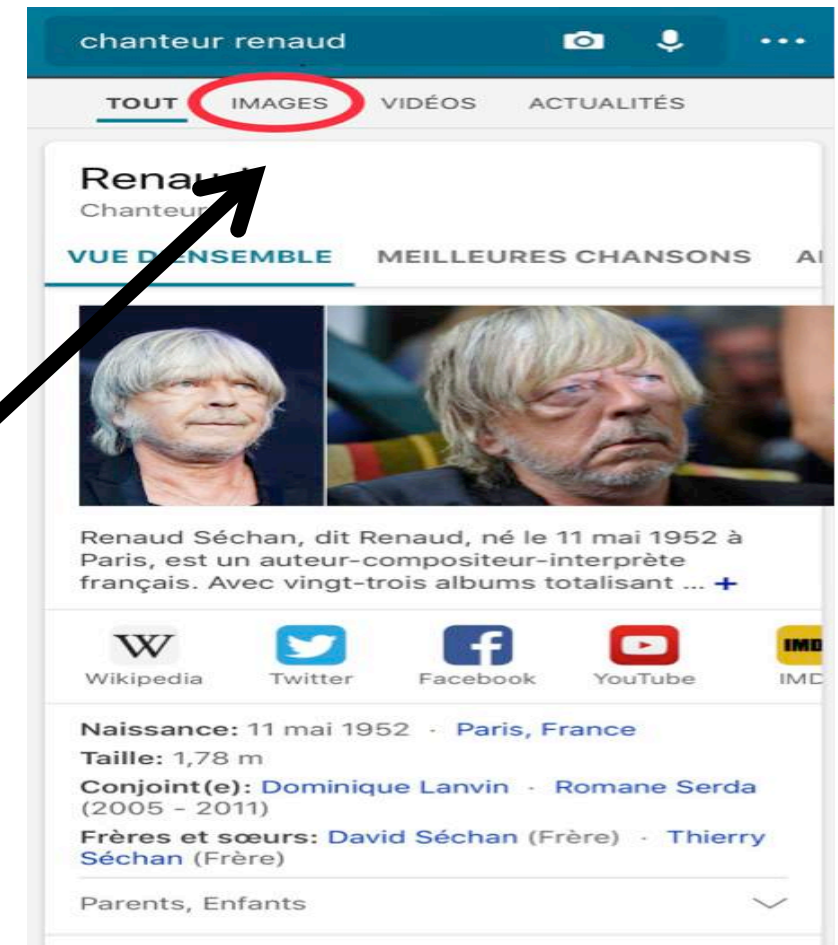 chanteur renaud
TOUT IMAGES VIDÉOS ACTUALITÉS
Chanteur
VUE D'ENSEMBLE MEILLEURES CHANSONS
Renaud Séchan, dit Renaud, né le 11 mai 1952 à
Paris, est un auteur-compositeur-interprète
français. Avec vingt-trois albums totalisant ... +
W
Wikipedia Twitter Facebook YouTube
Naissance: 11 mai 1952 · Paris, France
Taille: 1,78 m
Conjoint(e): Dominique Lanvin · Romane Serda
(2005 - 2011)
Frères et sœurs: David Séchan (Frère) · Thierry
Séchan (Frère)
Parents, Enfants